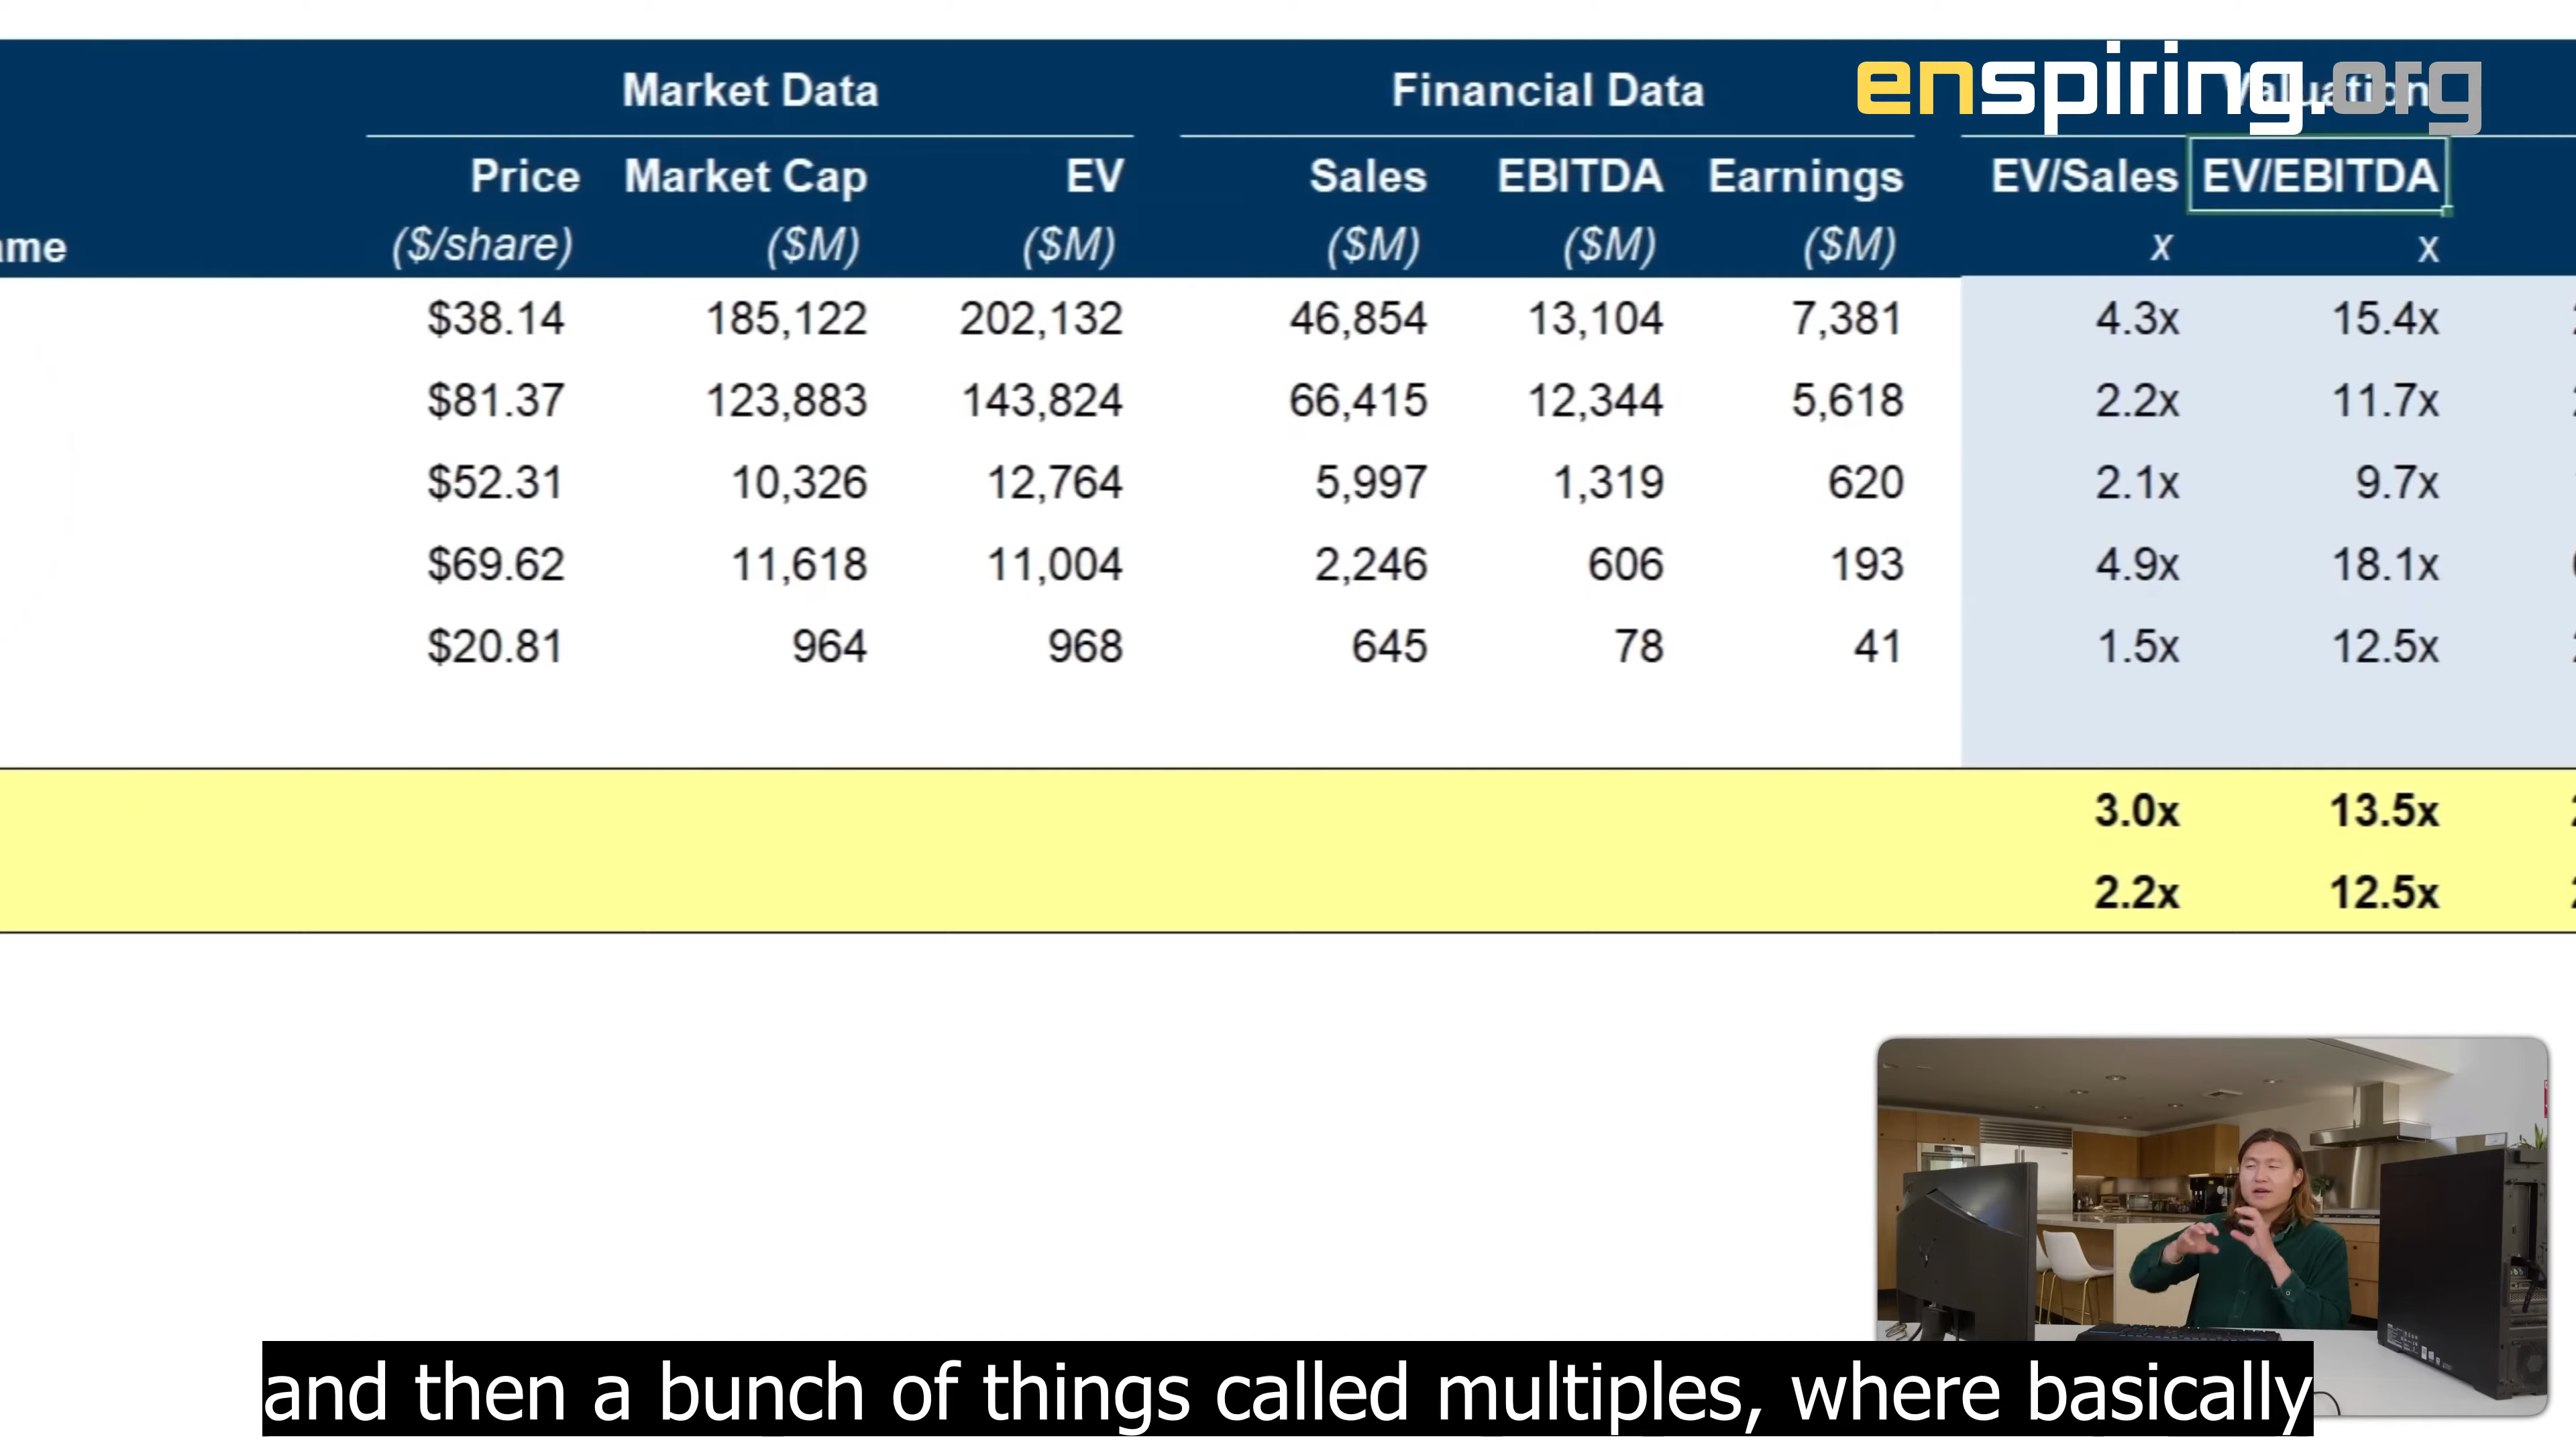 enspiring.org
Market Data Financial Data Valuation
Price Market Cap EV Sales EBITDA Earnings EV/Sales EV/EBITDA
ame ($/share) ($M) ($M) ($M) ($M) ($M) x x
$38.14 185,122 202,132 46,854 13,104 7,381 4.3x 15.4x
$81.37 123,883 143,824 66,415 12,344 5,618 2.2x 11.7x
$52.31 10,326 12,764 5,997 1,319 620 2.1x 9.7x
$69.62 11,618 11,004 2,246 606 193 4.9x 18.1x
$20.81 964 968 645 78 41 1.5x 12.5x
3.0x 13.5x
2.2x 12.5x
and then a bunch of things called multiples, where basically